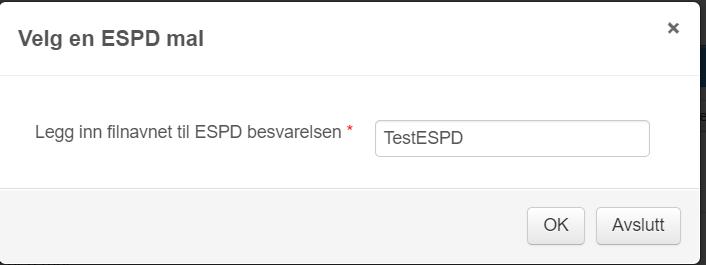 Velg en ESPD mal
×
Legg inn filnavnet til ESPD besvarelsen *
TestESPD
OK
Avslutt